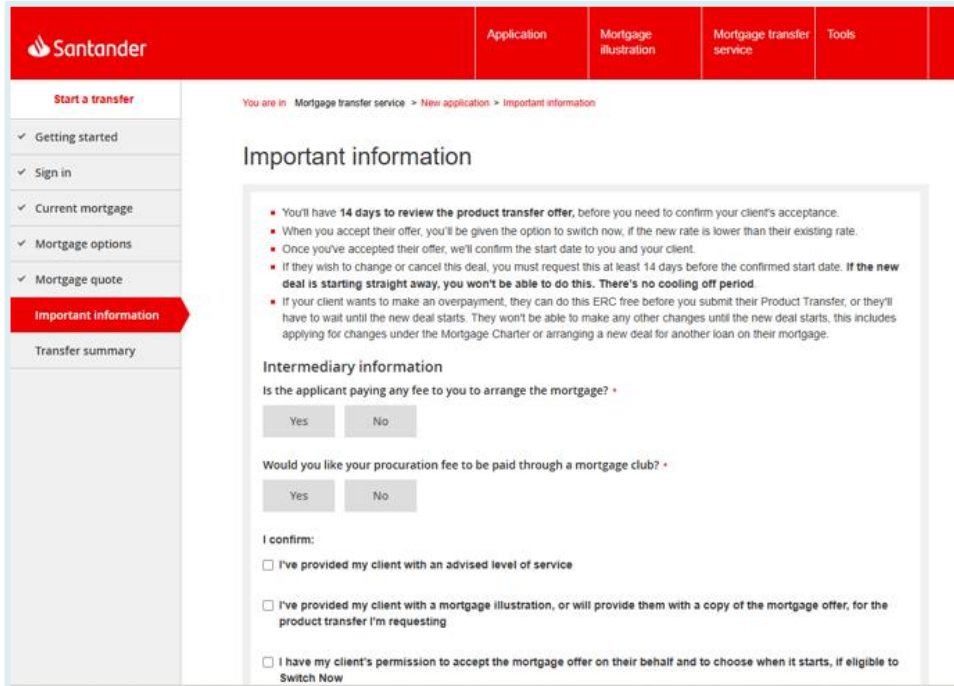 Santander
Application
Mortgage
illustration
Mortgage transfer
service
Tools
Start a transfer
Getting started
Sign in
Current mortgage
Mortgage options
Mortgage quote
Important information
Transfer summary
You are in Mortgage transfer service > New application > Important information
Important information
You'll have 14 days to review the product transfer offer, before you need to confirm your client's acceptance.
When you accept their offer, you'll be given the option to switch now, if the new rate is lower than their existing rate.
Once you've accepted their offer, we'll confirm the start date to you and your client.
If they wish to change or cancel this deal, you must request this at least 14 days before the confirmed start date. If the new
deal is starting straight away, you won't be able to do this. There's no cooling off period.
If your client wants to make an overpayment, they can do this ERC free before you submit their Product Transfer, or they'll
have to wait until the new deal starts. They won't be able to make any other changes until the new deal starts, this includes
applying for changes under the Mortgage Charter or arranging a new deal for another loan on their mortgage.
Intermediary information
Is the applicant paying any fee to you to arrange the mortgage? *
Yes
No
Would you like your procuration fee to be paid through a mortgage club? *
Yes
No
I confirm:
I've provided my client with an advised level of service
I've provided my client with a mortgage illustration, or will provide them with a copy of the mortgage offer, for the
product transfer I'm requesting
I have my client's permission to accept the mortgage offer on their behalf and to choose when it starts, if eligible to
Switch Now